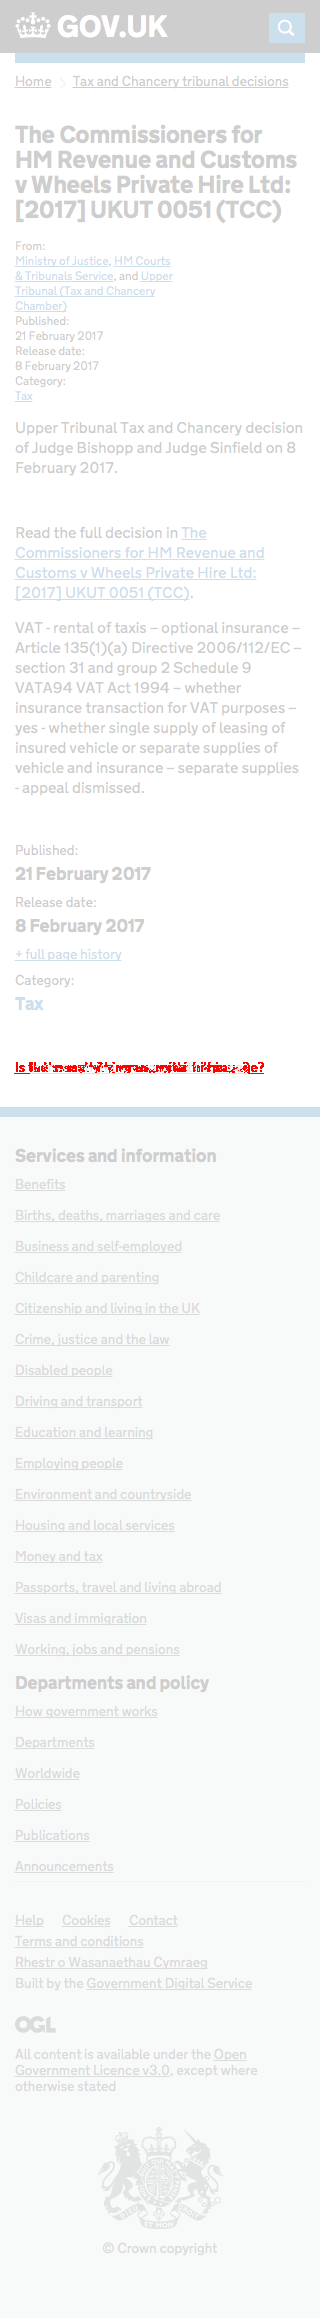 GOV.UK
Home Tax and Chancery tribunal decisions
The Commissioners for
HM Revenue and Customs
v Wheels Private Hire Ltd:
[2017] UKUT 0051 (TCC)
From:
Ministry of Justice, HM Courts
& Tribunals Service, and Upper
Tribunal (Tax and Chancery
Chamber)
Published:
21 February 2017
Release date:
8 February 2017
Category:
Tax
Upper Tribunal Tax and Chancery decision
of Judge Bishopp and Judge Sinfield on 8
February 2017.
Read the full decision in The
Commissioners for HM Revenue and
Customs v Wheels Private Hire Ltd:
[2017] UKUT 0051 (TCC).
VAT - rental of taxis – optional insurance –
Article 135(1)(a) Directive 2006/112/EC –
section 31 and group 2 Schedule 9
VATA94 VAT Act 1994 – whether
insurance transaction for VAT purposes –
yes - whether single supply of leasing of
insured vehicle or separate supplies of
vehicle and insurance – separate supplies
- appeal dismissed.
Published:
21 February 2017
Release date:
8 February 2017
+ full page history
Category:
Tax
Is
Services and information
Benefits
Births, deaths, marriages and care
Business and self-employed
Childcare and parenting
Citizenship and living in the UK
Crime, justice and the law
Disabled people
Driving and transport
Education and learning
Employing people
Environment and countryside
Housing and local services
Money and tax
Passports, travel and living abroad
Visas and immigration
Working, jobs and pensions
Departments and policy
How government works
Departments
Worldwide
Policies
Publications
Announcements
Help Cookies Contact
Terms and conditions
Rhestr o Wasanaethau Cymraeg
Built by the Government Digital Service
OGL
All content is available under the Open
Government Licence v3.0, except where
otherwise stated
© Crown copyright